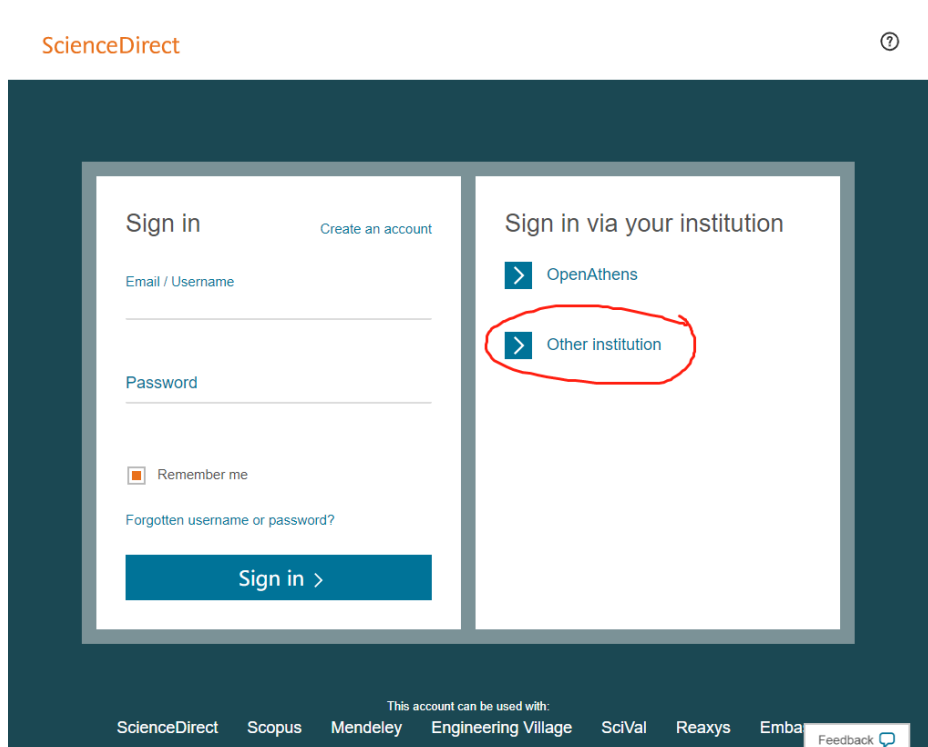 ScienceDirect
Sign in
Create an account
Email / Username
Password
Remember me
Forgotten username or password?
Sign in
Sign in via your institution
OpenAthens
Other institution
This account can be used with:
ScienceDirect Scopus Mendeley Engineering Village SciVal Reaxys
Feedback